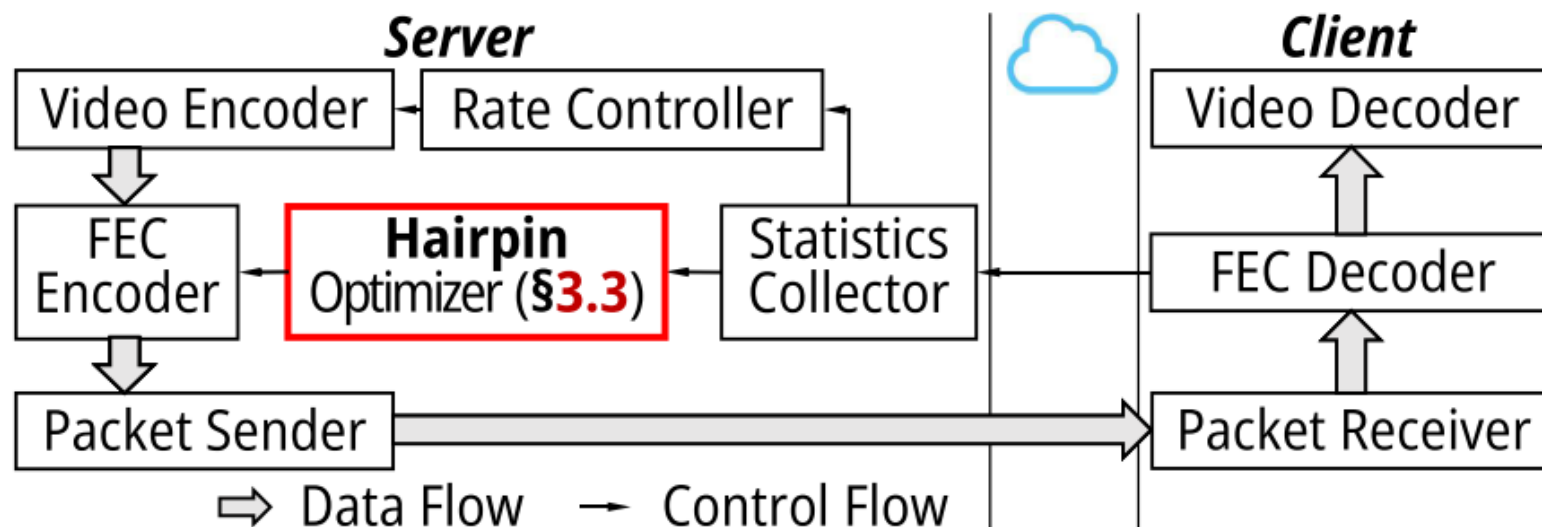 Server
Client
Video Encoder
Rate Controller
Video Decoder
FEC
Encoder
Hairpin
Optimizer (§3.3)
Statistics
Collector
FEC Decoder
Packet Sender
Packet Receiver
Data Flow
Control Flow